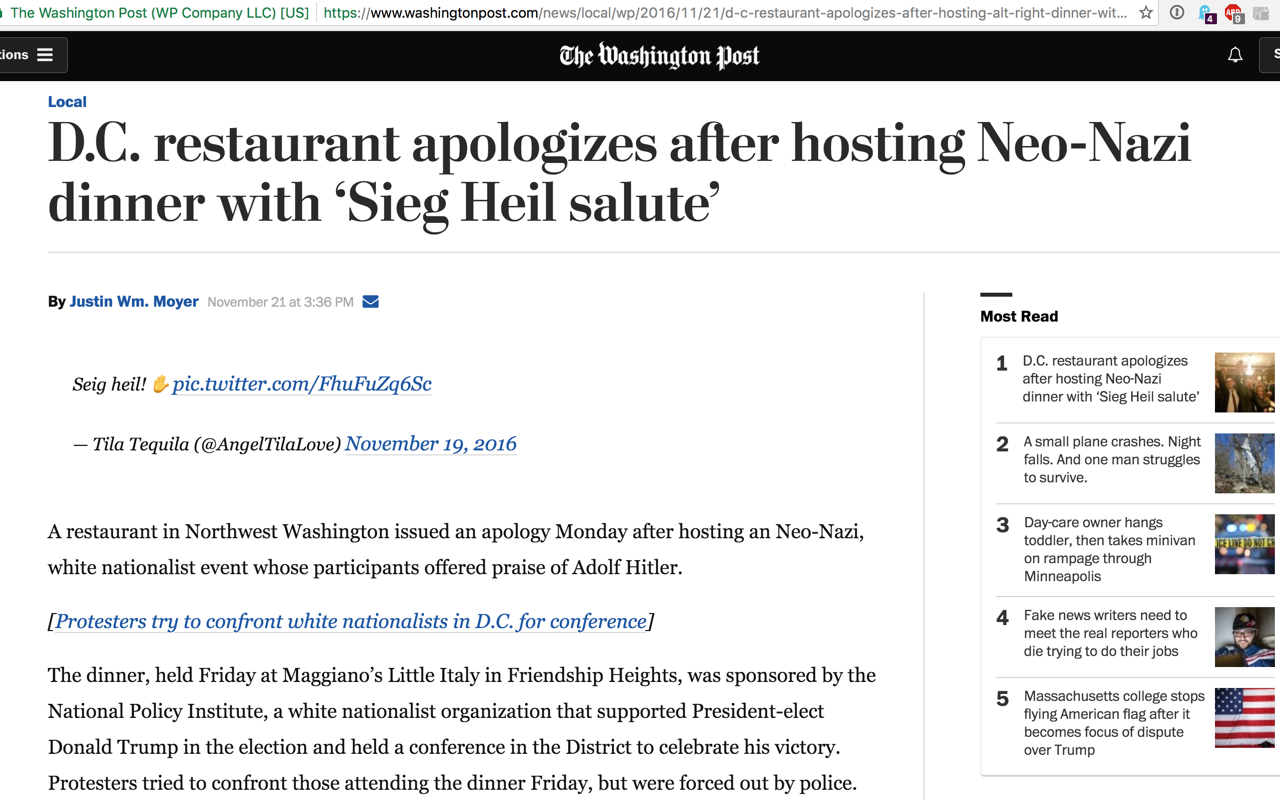 The Washington Post (WP Company LLC) [US] https://www.washingtonpost.com/news/local/wp/2016/11/21/d-c-restaurant-apologizes-after-hosting-alt-right-dinner-wit...
4
ABP
9
tions
The Washington Post
S
Local
D.C. restaurant apologizes after hosting Neo-Nazi
dinner with ‘Sieg Heil salute’
By Justin Wm. Moyer November 21 at 3:36 PM
Seig heil! ✋ pic.twitter.com/FhuFuZq6Sc
— Tila Tequila (@AngelTilaLove) November 19, 2016
A restaurant in Northwest Washington issued an apology Monday after hosting an Neo-Nazi,
white nationalist event whose participants offered praise of Adolf Hitler.
[Protesters try to confront white nationalists in D.C. for conference]
The dinner, held Friday at Maggiano’s Little Italy in Friendship Heights, was sponsored by the
National Policy Institute, a white nationalist organization that supported President-elect
Donald Trump in the election and held a conference in the District to celebrate his victory.
Protesters tried to confront those attending the dinner Friday, but were forced out by police.
Most Read
1 D.C. restaurant apologizes
after hosting Neo-Nazi
dinner with ‘Sieg Heil salute’
2 A small plane crashes. Night
falls. And one man struggles
to survive.
3 Day-care owner hangs
toddler, then takes minivan
on rampage through
Minneapolis
ICE LINE DO NOT C
4 Fake news writers need to
meet the real reporters who
die trying to do their jobs
5 Massachusetts college stops
flying American flag after it
becomes focus of dispute
over Trump